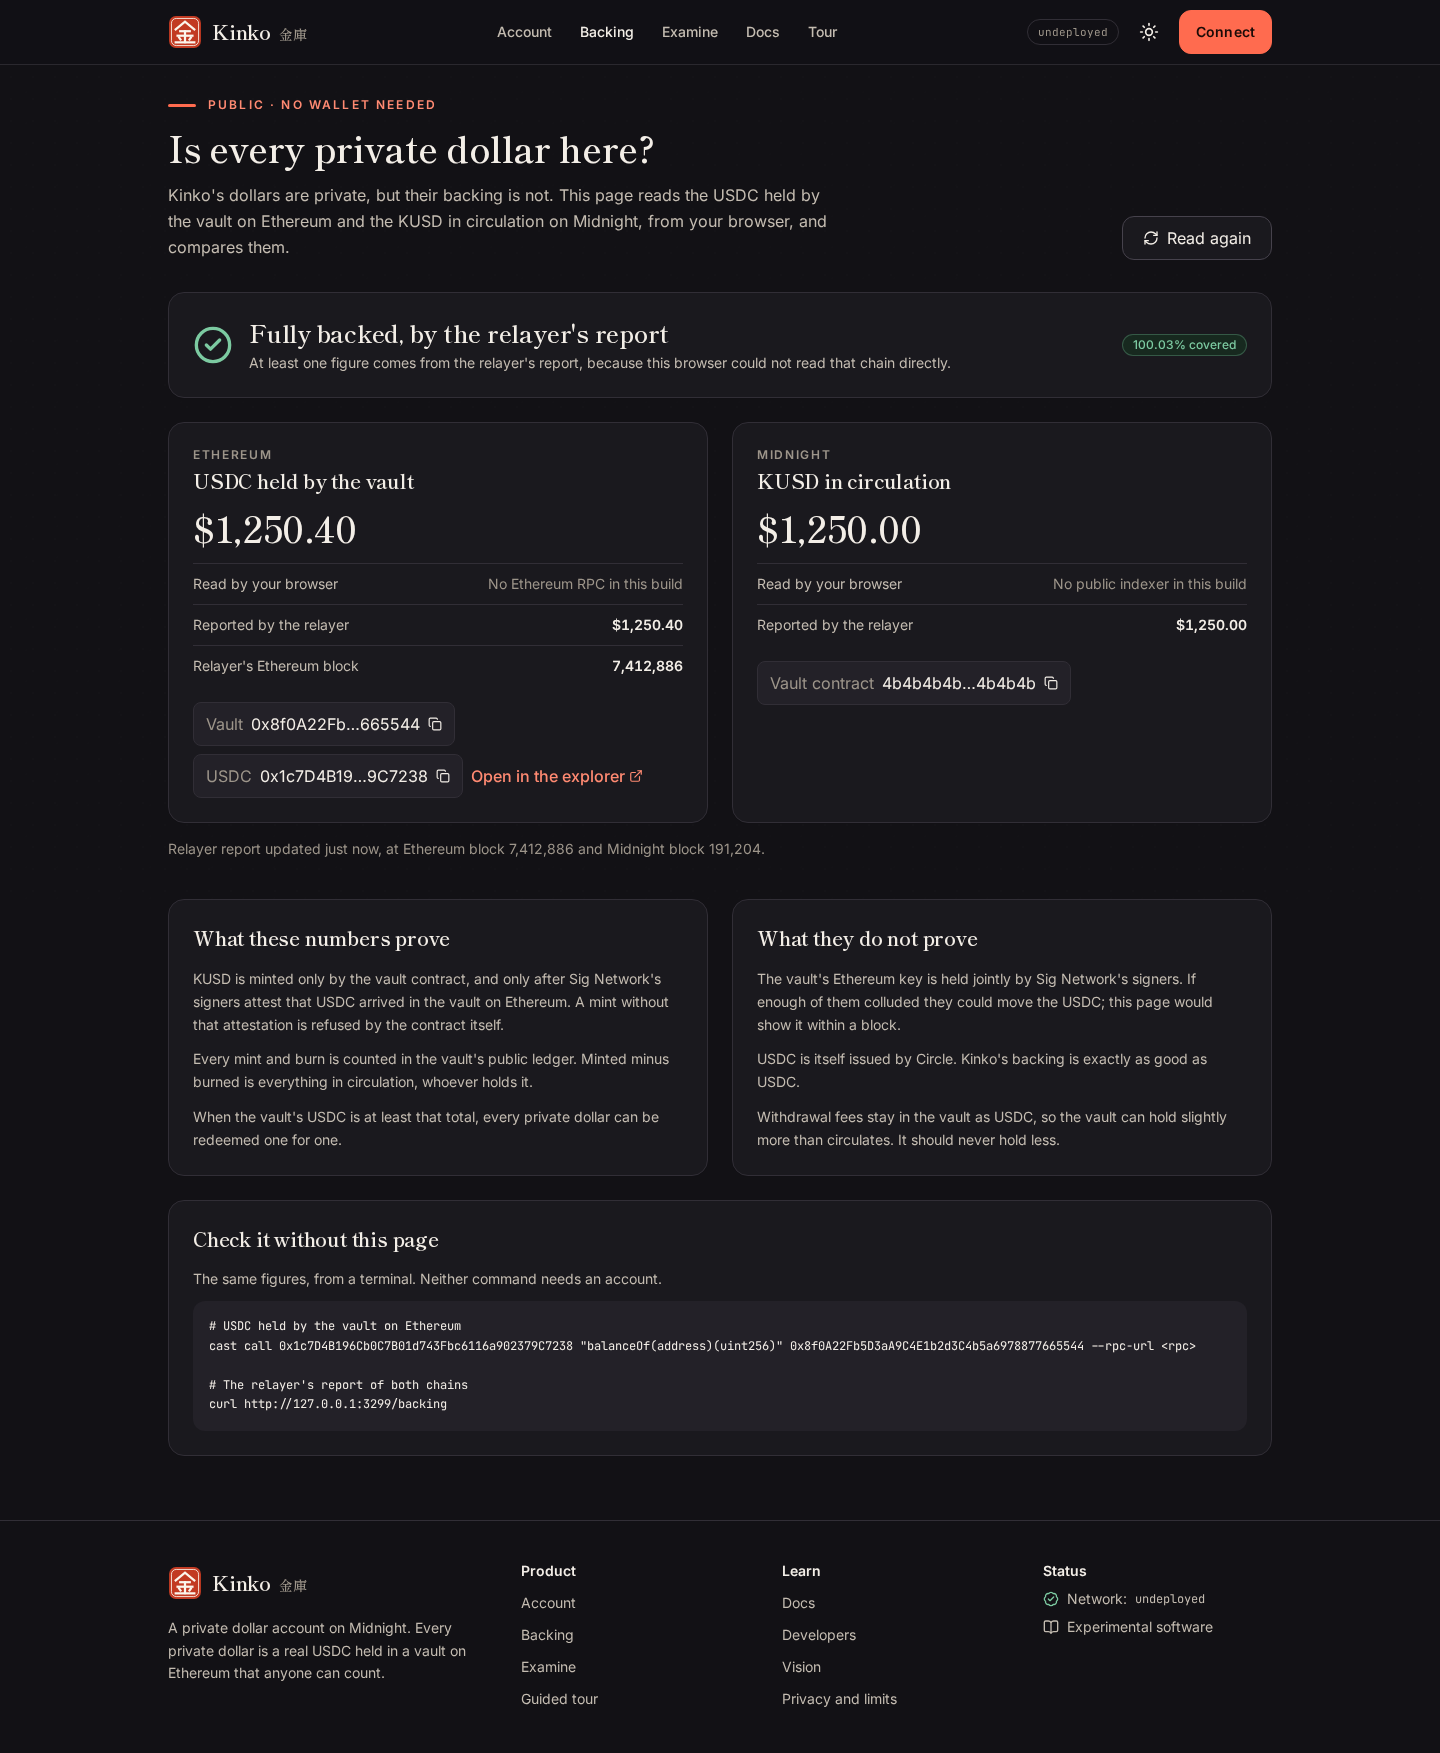 金 Kinko 金庫
Account Backing Examine Docs Tour
undeployed
Connect
PUBLIC · NO WALLET NEEDED
Is every private dollar here?
Kinko's dollars are private, but their backing is not. This page reads the USDC held by
the vault on Ethereum and the KUSD in circulation on Midnight, from your browser, and
compares them.
Read again
Fully backed, by the relayer's report
At least one figure comes from the relayer's report, because this browser could not read that chain directly.
100.03% covered
ETHEREUM
USDC held by the vault
$1,250.40
Read by your browser No Ethereum RPC in this build
Reported by the relayer $1,250.40
Relayer's Ethereum block 7,412,886
Vault 0x8f0A22Fb…665544
USDC 0x1c7D4B19…9C7238 Open in the explorer
MIDNIGHT
KUSD in circulation
$1,250.00
Read by your browser No public indexer in this build
Reported by the relayer $1,250.00
Vault contract 4b4b4b4b…4b4b4b
Relayer report updated just now, at Ethereum block 7,412,886 and Midnight block 191,204.
What these numbers prove
KUSD is minted only by the vault contract, and only after Sig Network's
signers attest that USDC arrived in the vault on Ethereum. A mint without
that attestation is refused by the contract itself.
Every mint and burn is counted in the vault's public ledger. Minted minus
burned is everything in circulation, whoever holds it.
When the vault's USDC is at least that total, every private dollar can be
redeemed one for one.
What they do not prove
The vault's Ethereum key is held jointly by Sig Network's signers. If
enough of them colluded they could move the USDC; this page would
show it within a block.
USDC is itself issued by Circle. Kinko's backing is exactly as good as
USDC.
Withdrawal fees stay in the vault as USDC, so the vault can hold slightly
more than circulates. It should never hold less.
Check it without this page
The same figures, from a terminal. Neither command needs an account.
# USDC held by the vault on Ethereum
cast call 0x1c7D4B196Cb0C7B01d743Fbc6116a902379C7238 "balanceOf(address)(uint256)" 0x8f0A22Fb5D3aA9C4E1b2d3C4b5a6978877665544 --rpc-url <rpc>
# The relayer's report of both chains
curl http://127.0.0.1:3299/backing
金 Kinko 金庫
A private dollar account on Midnight. Every
private dollar is a real USDC held in a vault on
Ethereum that anyone can count.
Product
Account
Backing
Examine
Guided tour
Learn
Docs
Developers
Vision
Privacy and limits
Status
Network: undeployed
Experimental software